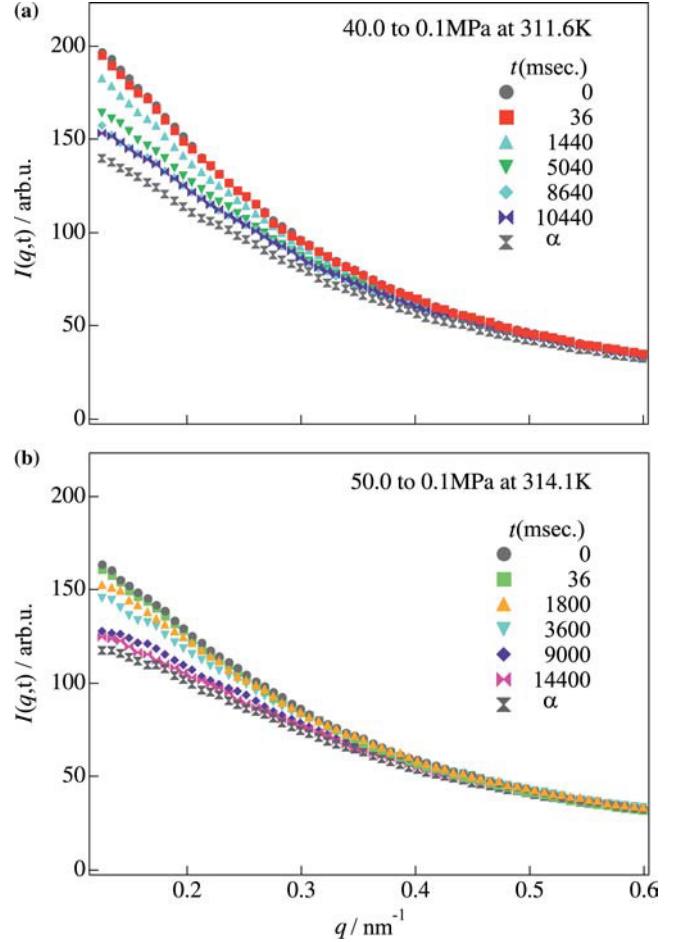 (a)
40.0 to 0.1MPa at 311.6K
t(msec.)
0
36
1440
5040
8640
10440
α
200
150
100
50
0
I(q,t) / arb.u.
(b)
50.0 to 0.1MPa at 314.1K
t(msec.)
0
36
1800
3600
9000
14400
α
200
150
100
50
0
I(q,t) / arb.u.
0.2 0.3 0.4 0.5 0.6
q / nm⁻¹